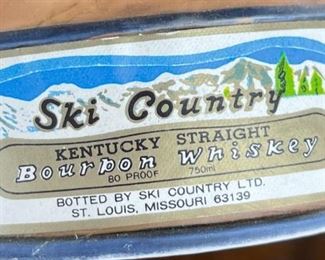 Ski Country
KENTUCKY STRAIGHT
Bourbon Whiskey
80 PROOF 750ml
BOTTED BY SKI COUNTRY LTD.
ST. LOUIS, MISSOURI 63139